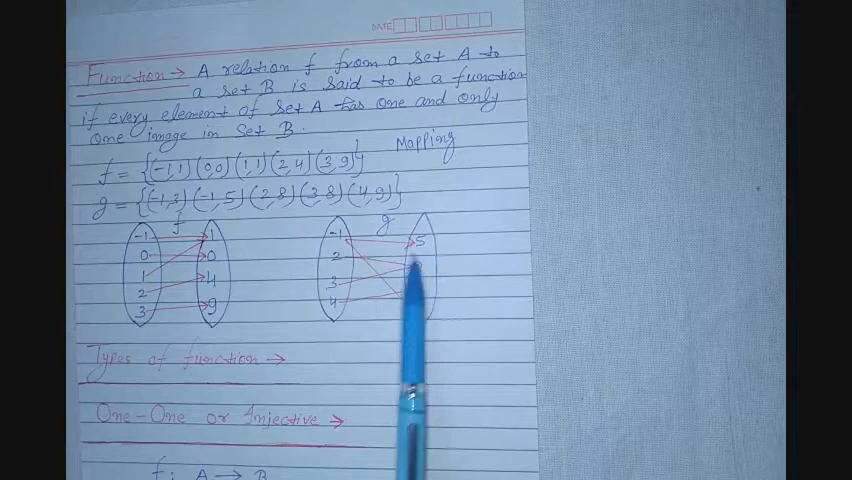 DATE
Function → A relation f from a set A to
a set B is said to be a function
if every element of set A has one and only
one image in Set B.
f = {(-1,1)(0,0)(1,1)(2,4)(3,9)} Mapping
g = {(-1,3)(-1,5)(2,8)(3,8)(4,9)}
f g
-1 1 -1 5
0 0 2
1 4 3
2 9 4
3
Types of function →
One-One or Injective →
f: A → B